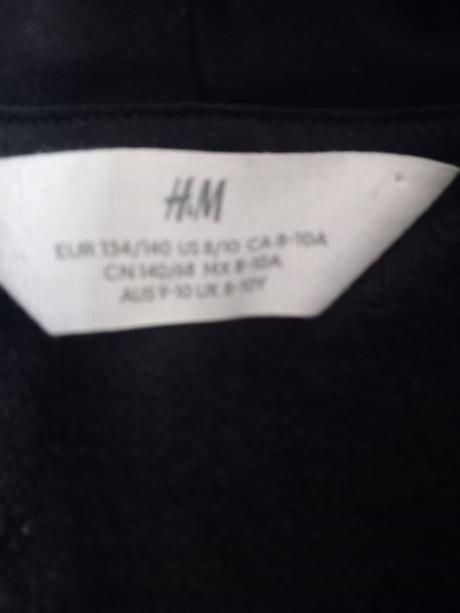 H&M
EUR 134/140 US 8/10 CA 8-10A
CN 140/68 MX 8-10A
AUS 9-10 UK 8-10Y